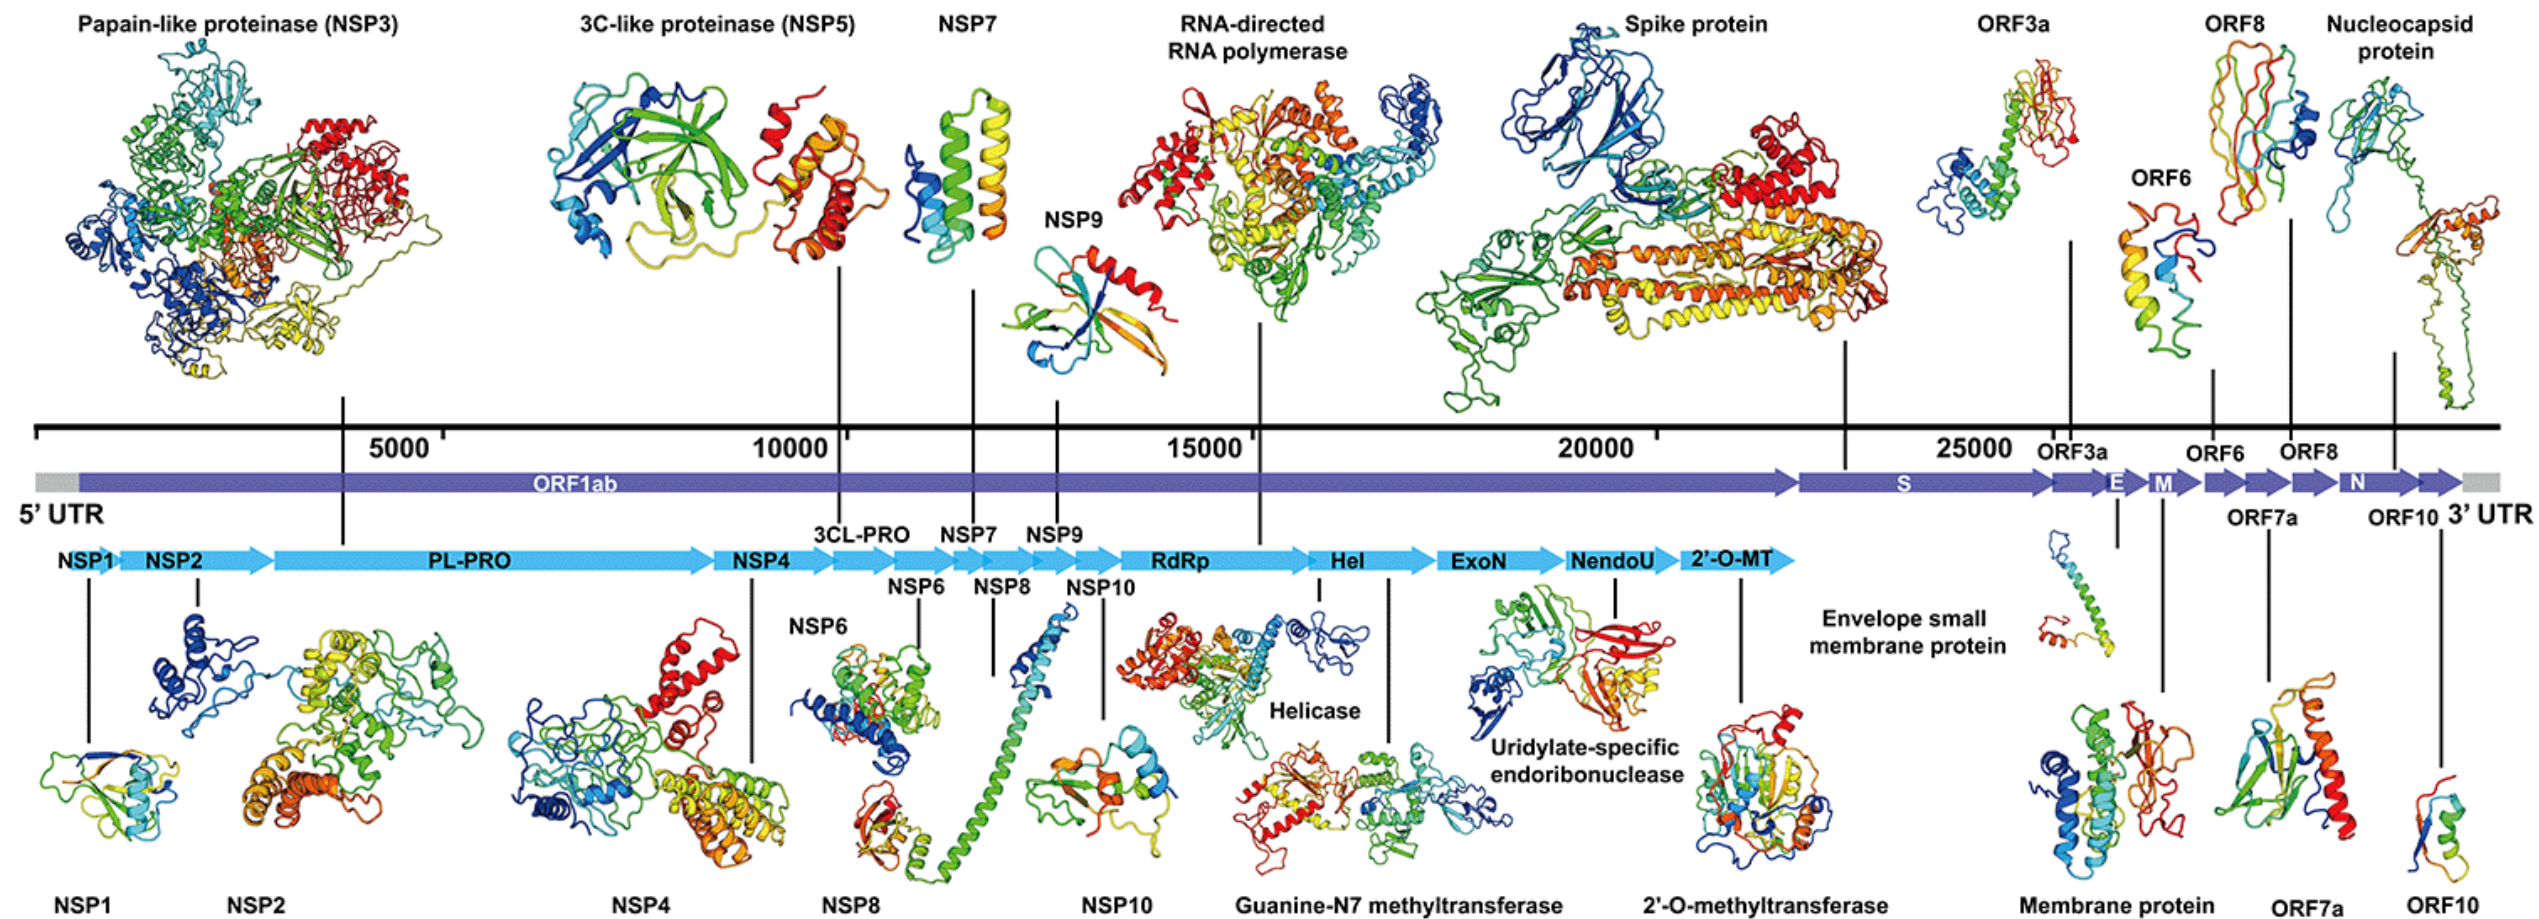 Papain-like proteinase (NSP3)
3C-like proteinase (NSP5)
NSP7
RNA-directed
RNA polymerase
Spike protein
ORF3a
ORF8
Nucleocapsid
protein
ORF6
NSP9
5000
10000
15000
20000
25000
ORF3a
ORF6
ORF8
ORF1ab
S
E
M
N
5' UTR
ORF7a
ORF10
3' UTR
3CL-PRO
NSP7
NSP9
NSP1
NSP2
PL-PRO
NSP4
RdRp
Hel
ExoN
NendoU
2'-O-MT
NSP6
NSP8
NSP10
NSP6
Envelope small
membrane protein
Helicase
Uridylate-specific
endoribonuclease
NSP1
NSP2
NSP4
NSP8
NSP10
Guanine-N7 methyltransferase
2'-O-methyltransferase
Membrane protein
ORF7a
ORF10